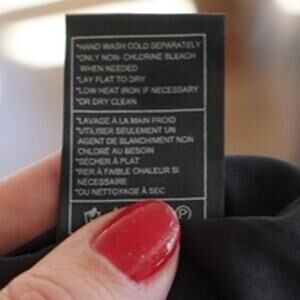 *HAND WASH COLD SEPARATELY
*ONLY NON- CHLORINE BLEACH
WHEN NEEDED
*LAY FLAT TO DRY
*LOW HEAT IRON IF NECESSARY
*OR DRY CLEAN
*LAVAGE À LA MAIN FROID
*UTILISER SEULEMENT UN
AGENT DE BLANCHIMENT NON
CHLORÉ AU BESOIN
*SÉCHER À PLAT
*RER À FAIBLE CHALEUR SI
NÉCESSAIRE
*OU NETTOYAGE À SEC
P